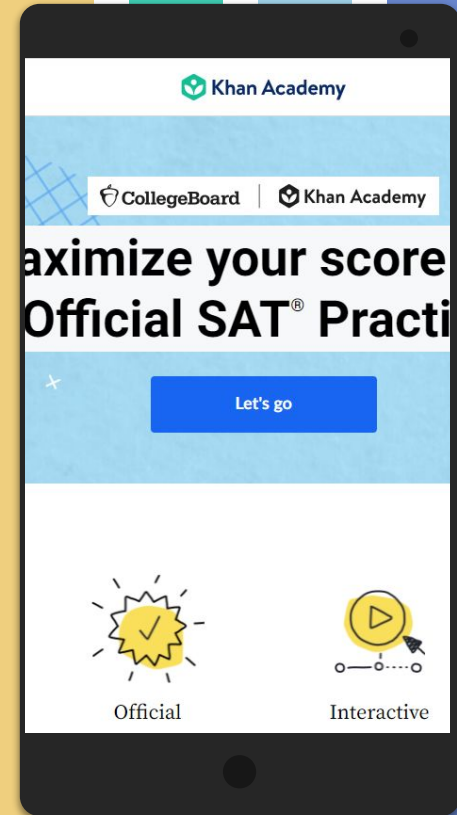 Khan Academy
CollegeBoard | Khan Academy
aximize your score
Official SAT® Practi
Let's go
Official
Interactive